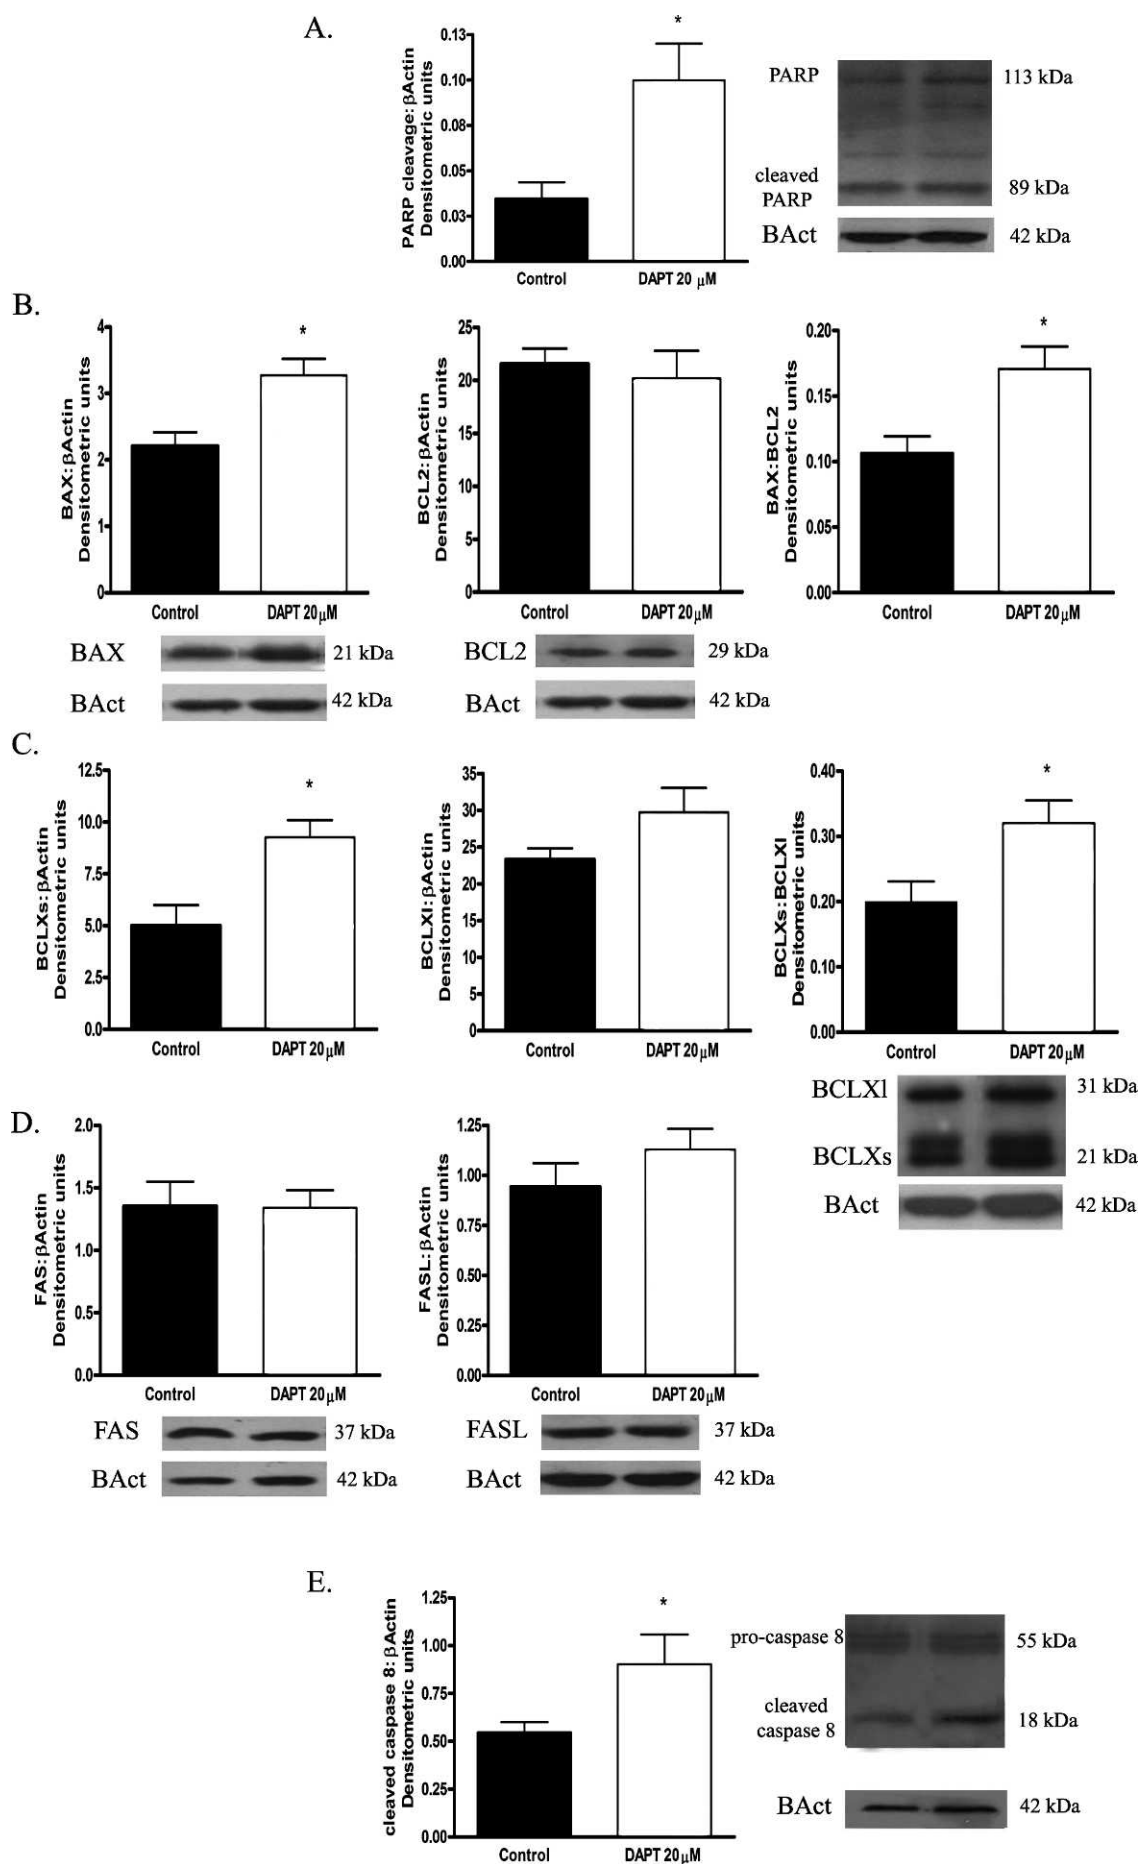 A.
PARP cleavage:βActin
Densitometric units
0.13
0.10
0.08
0.05
0.03
0.00
*
Control
DAPT 20 μM
PARP
113 kDa
cleaved
PARP
89 kDa
BAct
42 kDa
B.
BAX:βActin
Densitometric units
4
3
2
1
0
*
Control
DAPT 20μM
BAX
21 kDa
BAct
42 kDa
BCL2:βActin
Densitometric units
25
20
15
10
5
0
Control
DAPT 20μM
BCL2
29 kDa
BAct
42 kDa
BAX:BCL2
Densitometric units
0.20
0.15
0.10
0.05
0.00
*
Control
DAPT 20μM
C.
BCLXs:βActin
Densitometric units
12.5
10.0
7.5
5.0
2.5
0.0
*
Control
DAPT 20μM
BCLXl:βActin
Densitometric units
35
30
25
20
15
10
5
0
Control
DAPT 20μM
BCLXs:BCLXl
Densitometric units
0.40
0.30
0.20
0.10
0.00
*
Control
DAPT 20μM
BCLXl
31 kDa
BCLXs
21 kDa
BAct
42 kDa
D.
FAS:βActin
Densitometric units
2.0
1.5
1.0
0.5
0.0
Control
DAPT 20μM
FAS
37 kDa
BAct
42 kDa
FASL:βActin
Densitometric units
1.25
1.00
0.75
0.50
0.25
0.00
Control
DAPT 20μM
FASL
37 kDa
BAct
42 kDa
E.
cleaved caspase 8:βActin
Densitometric units
1.25
1.00
0.75
0.50
0.25
0.00
*
Control
DAPT 20μM
pro-caspase 8
55 kDa
cleaved
caspase 8
18 kDa
BAct
42 kDa